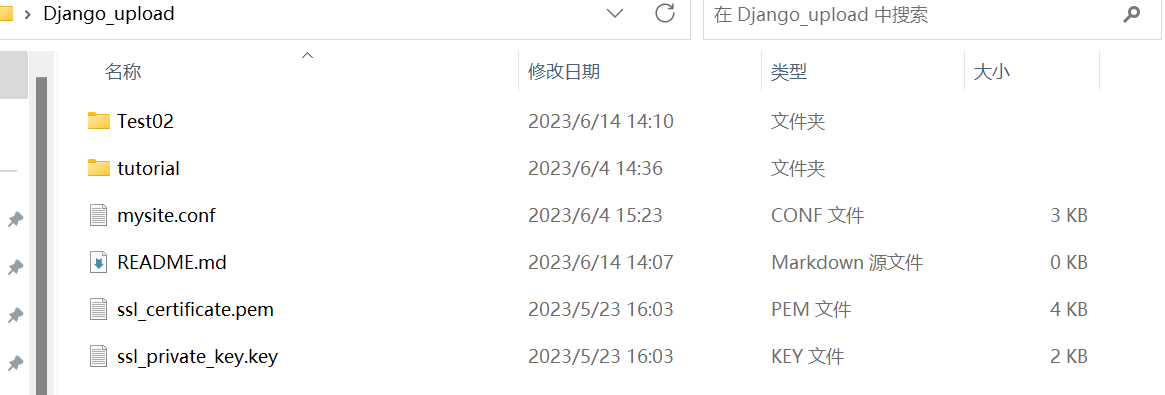 Django_upload
在 Django_upload 中搜索
名称 修改日期 类型 大小
Test02 2023/6/14 14:10 文件夹
tutorial 2023/6/4 14:36 文件夹
mysite.conf 2023/6/4 15:23 CONF 文件 3 KB
README.md 2023/6/14 14:07 Markdown 源文件 0 KB
ssl_certificate.pem 2023/5/23 16:03 PEM 文件 4 KB
ssl_private_key.key 2023/5/23 16:03 KEY 文件 2 KB